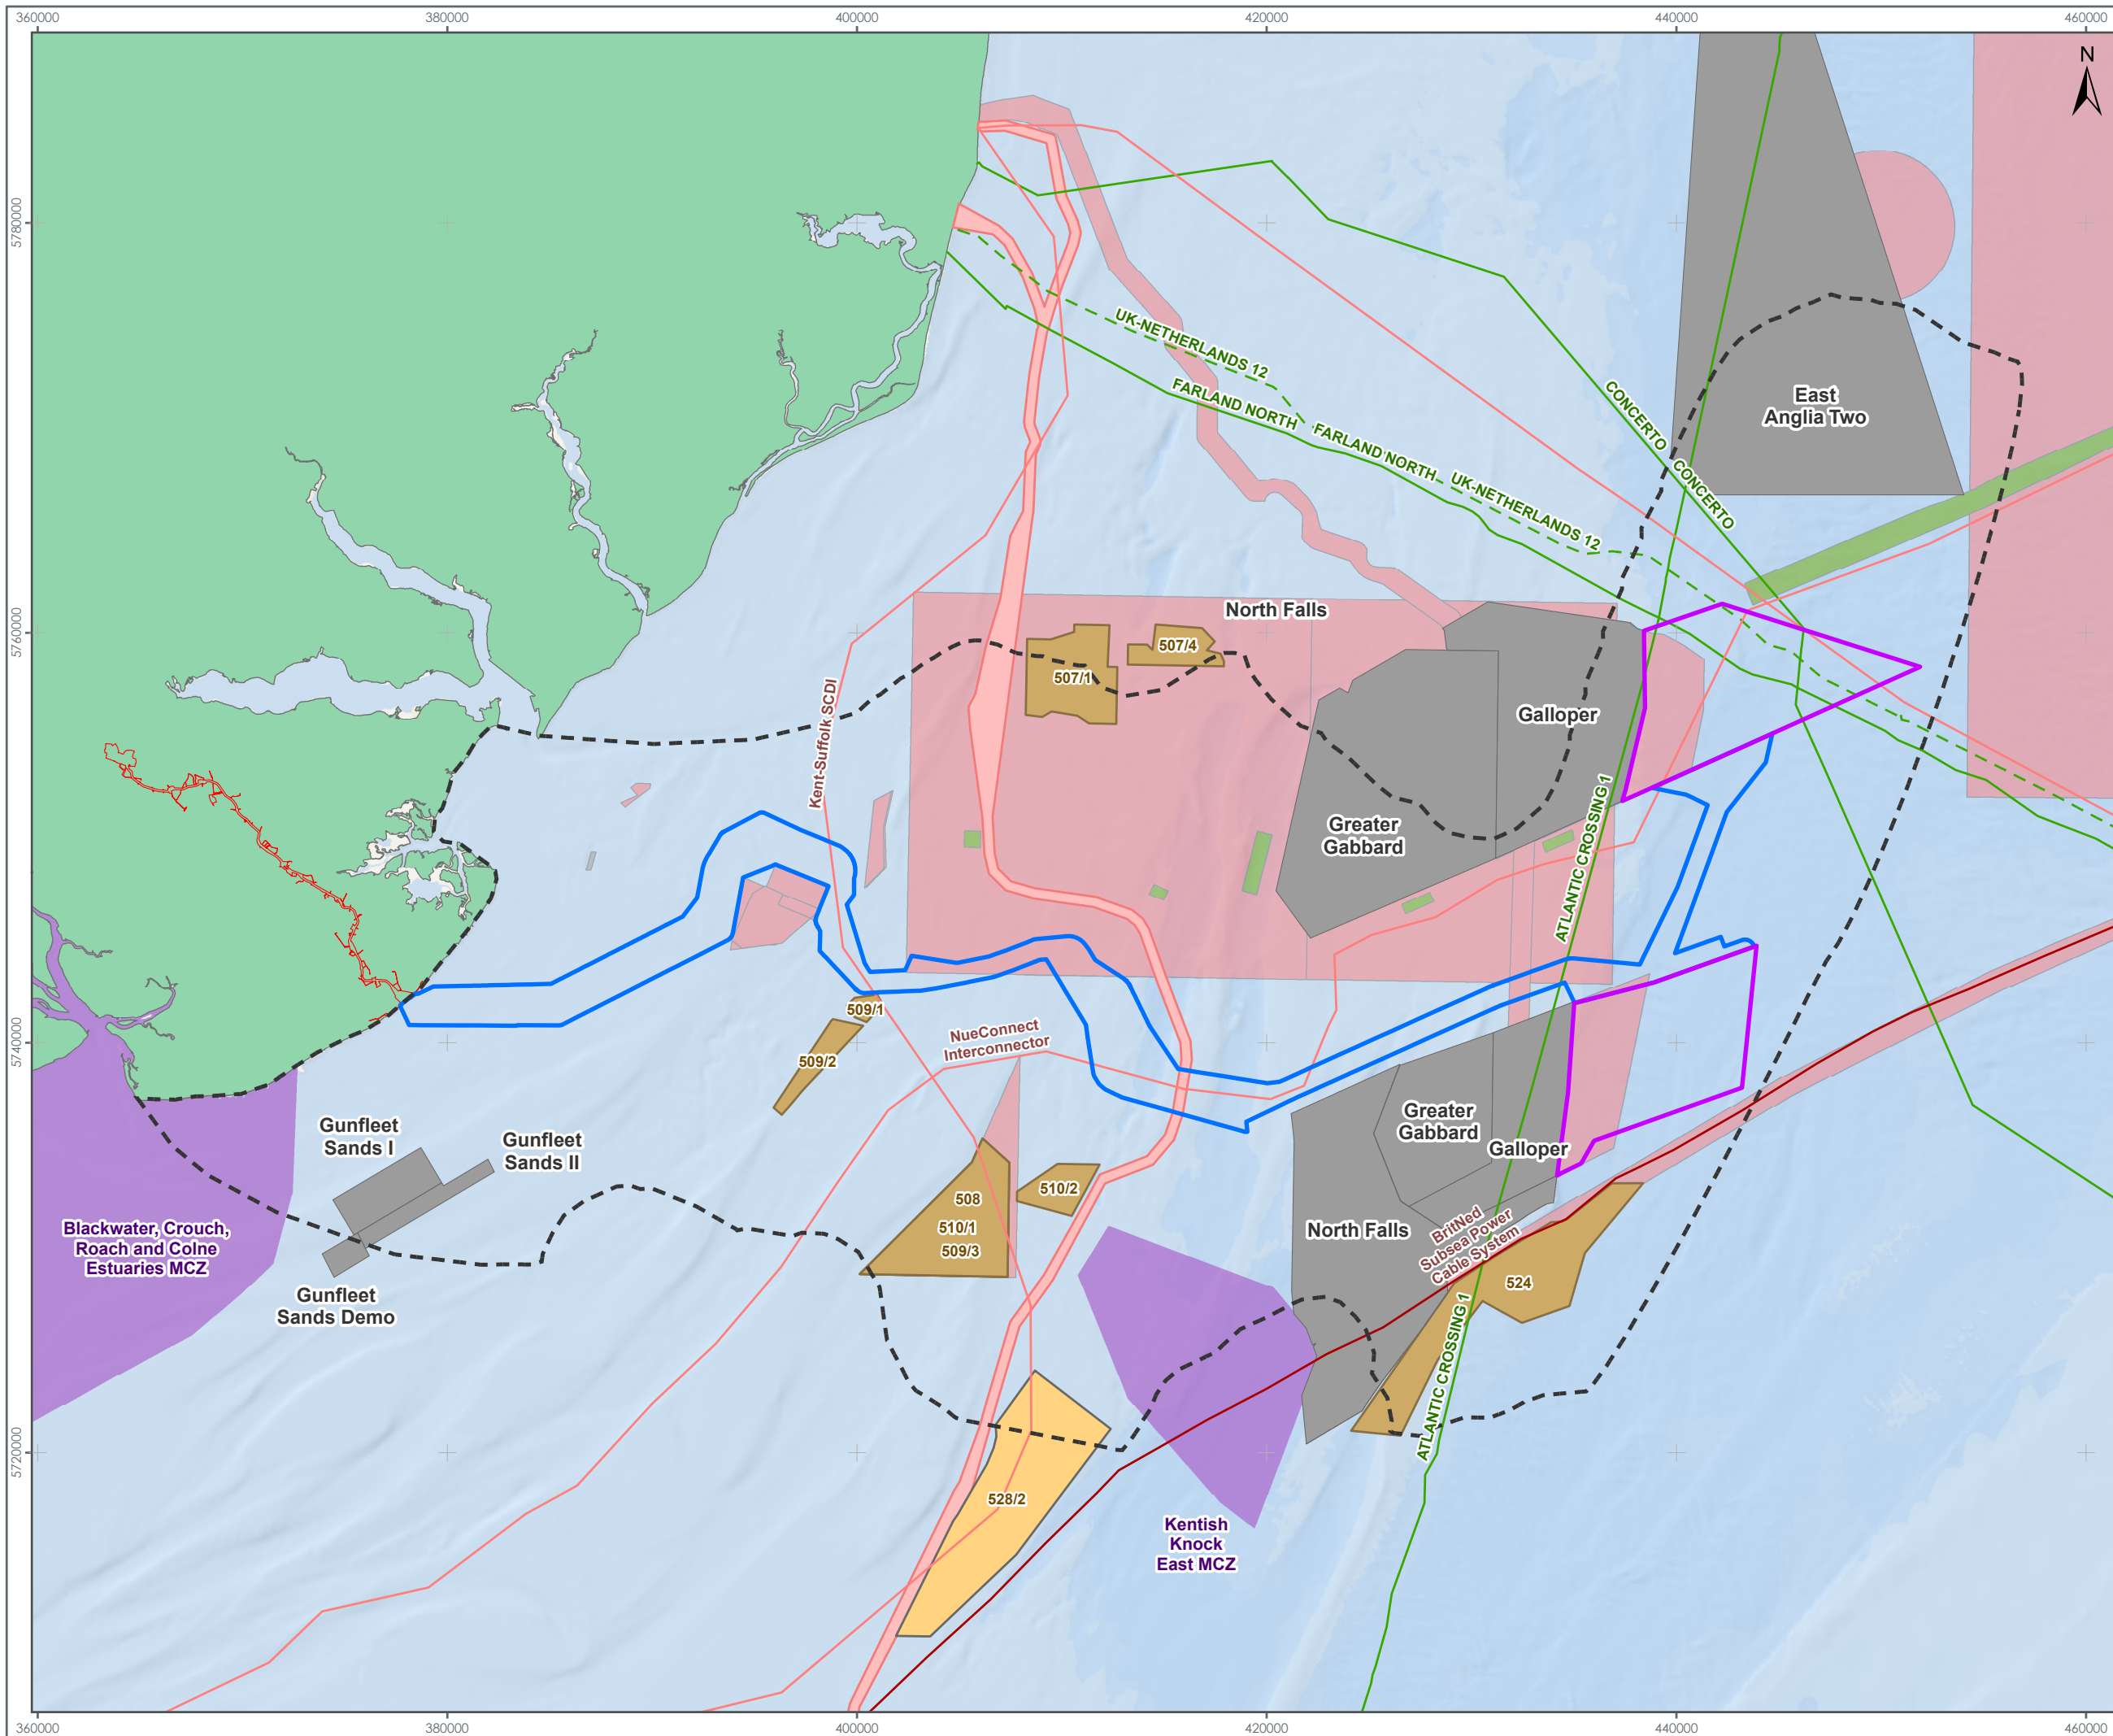 360000
380000
400000
420000
440000
460000
N
5780000
UK-NETHERLANDS 12
FARLAND NORTH
FARLAND NORTH
UK-NETHERLANDS 12
CONCERTO
CONCERTO
East
Anglia Two
5760000
North Falls
507/4
507/1
Kent-Suffolk SCDI
Galloper
Greater
Gabbard
ATLANTIC CROSSING 1
509/1
5740000
509/2
NueConnect
Interconnector
Gunfleet
Sands I
Gunfleet
Sands II
Greater
Gabbard
Galloper
508
510/2
510/1
509/3
Blackwater, Crouch,
Roach and Colne
Estuaries MCZ
North Falls
BritNed
Subsea Power
Cable System
524
Gunfleet
Sands Demo
ATLANTIC CROSSING 1
5720000
528/2
Kentish
Knock
East MCZ
360000
380000
400000
420000
440000
460000